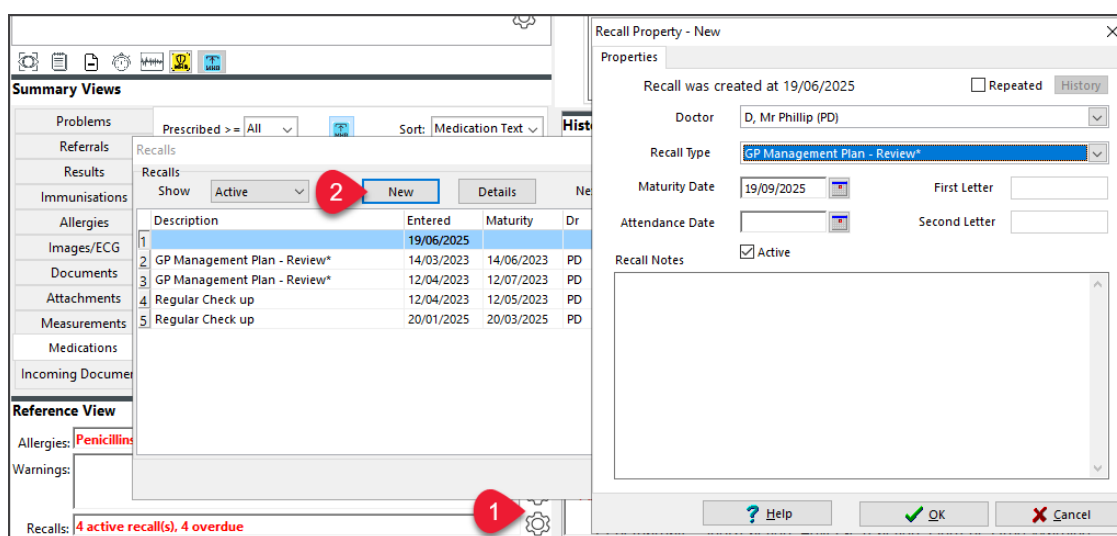 Summary Views
Problems
Referrals
Results
Immunisations
Allergies
Images/ECG
Documents
Attachments
Measurements
Medications
Incoming Docume
Prescribed >= All Sort: Medication Text Hist
Recalls
Recalls
Show Active 2 New Details Ne
Description Entered Maturity Dr
1 19/06/2025
2 GP Management Plan - Review* 14/03/2023 14/06/2023 PD
3 GP Management Plan - Review* 12/04/2023 12/07/2023 PD
4 Regular Check up 12/04/2023 12/05/2023 PD
5 Regular Check up 20/01/2025 20/03/2025 PD
Reference View
Allergies: Penicillins
Warnings:
Recalls: 4 active recall(s), 4 overdue
1
Recall Property - New
Properties
Recall was created at 19/06/2025 Repeated History
Doctor D, Mr Phillip (PD)
Recall Type GP Management Plan - Review*
Maturity Date 19/09/2025 First Letter
Attendance Date Second Letter
Active
Recall Notes
Help OK Cancel